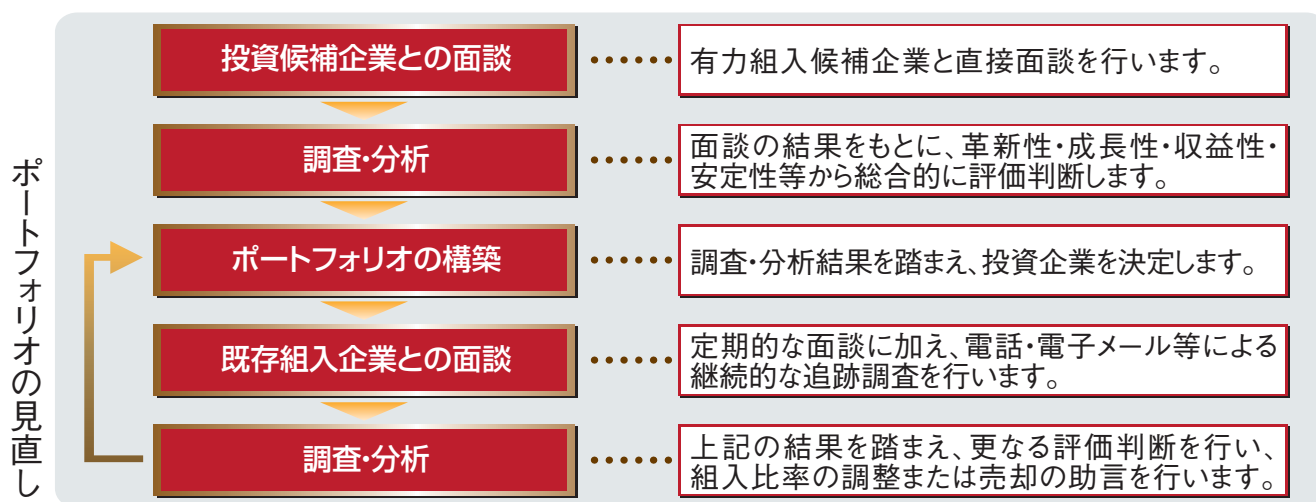 投資候補企業との面談
有力組入候補企業と直接面談を行います。
調査・分析
面談の結果をもとに、革新性・成長性・収益性・
安定性等から総合的に評価判断します。
ポートフォリオの構築
調査・分析結果を踏まえ、投資企業を決定します。
既存組入企業との面談
定期的な面談に加え、電話・電子メール等による
継続的な追跡調査を行います。
調査・分析
上記の結果を踏まえ、更なる評価判断を行い、
組入比率の調整または売却の助言を行います。
ポートフォリオの見直し